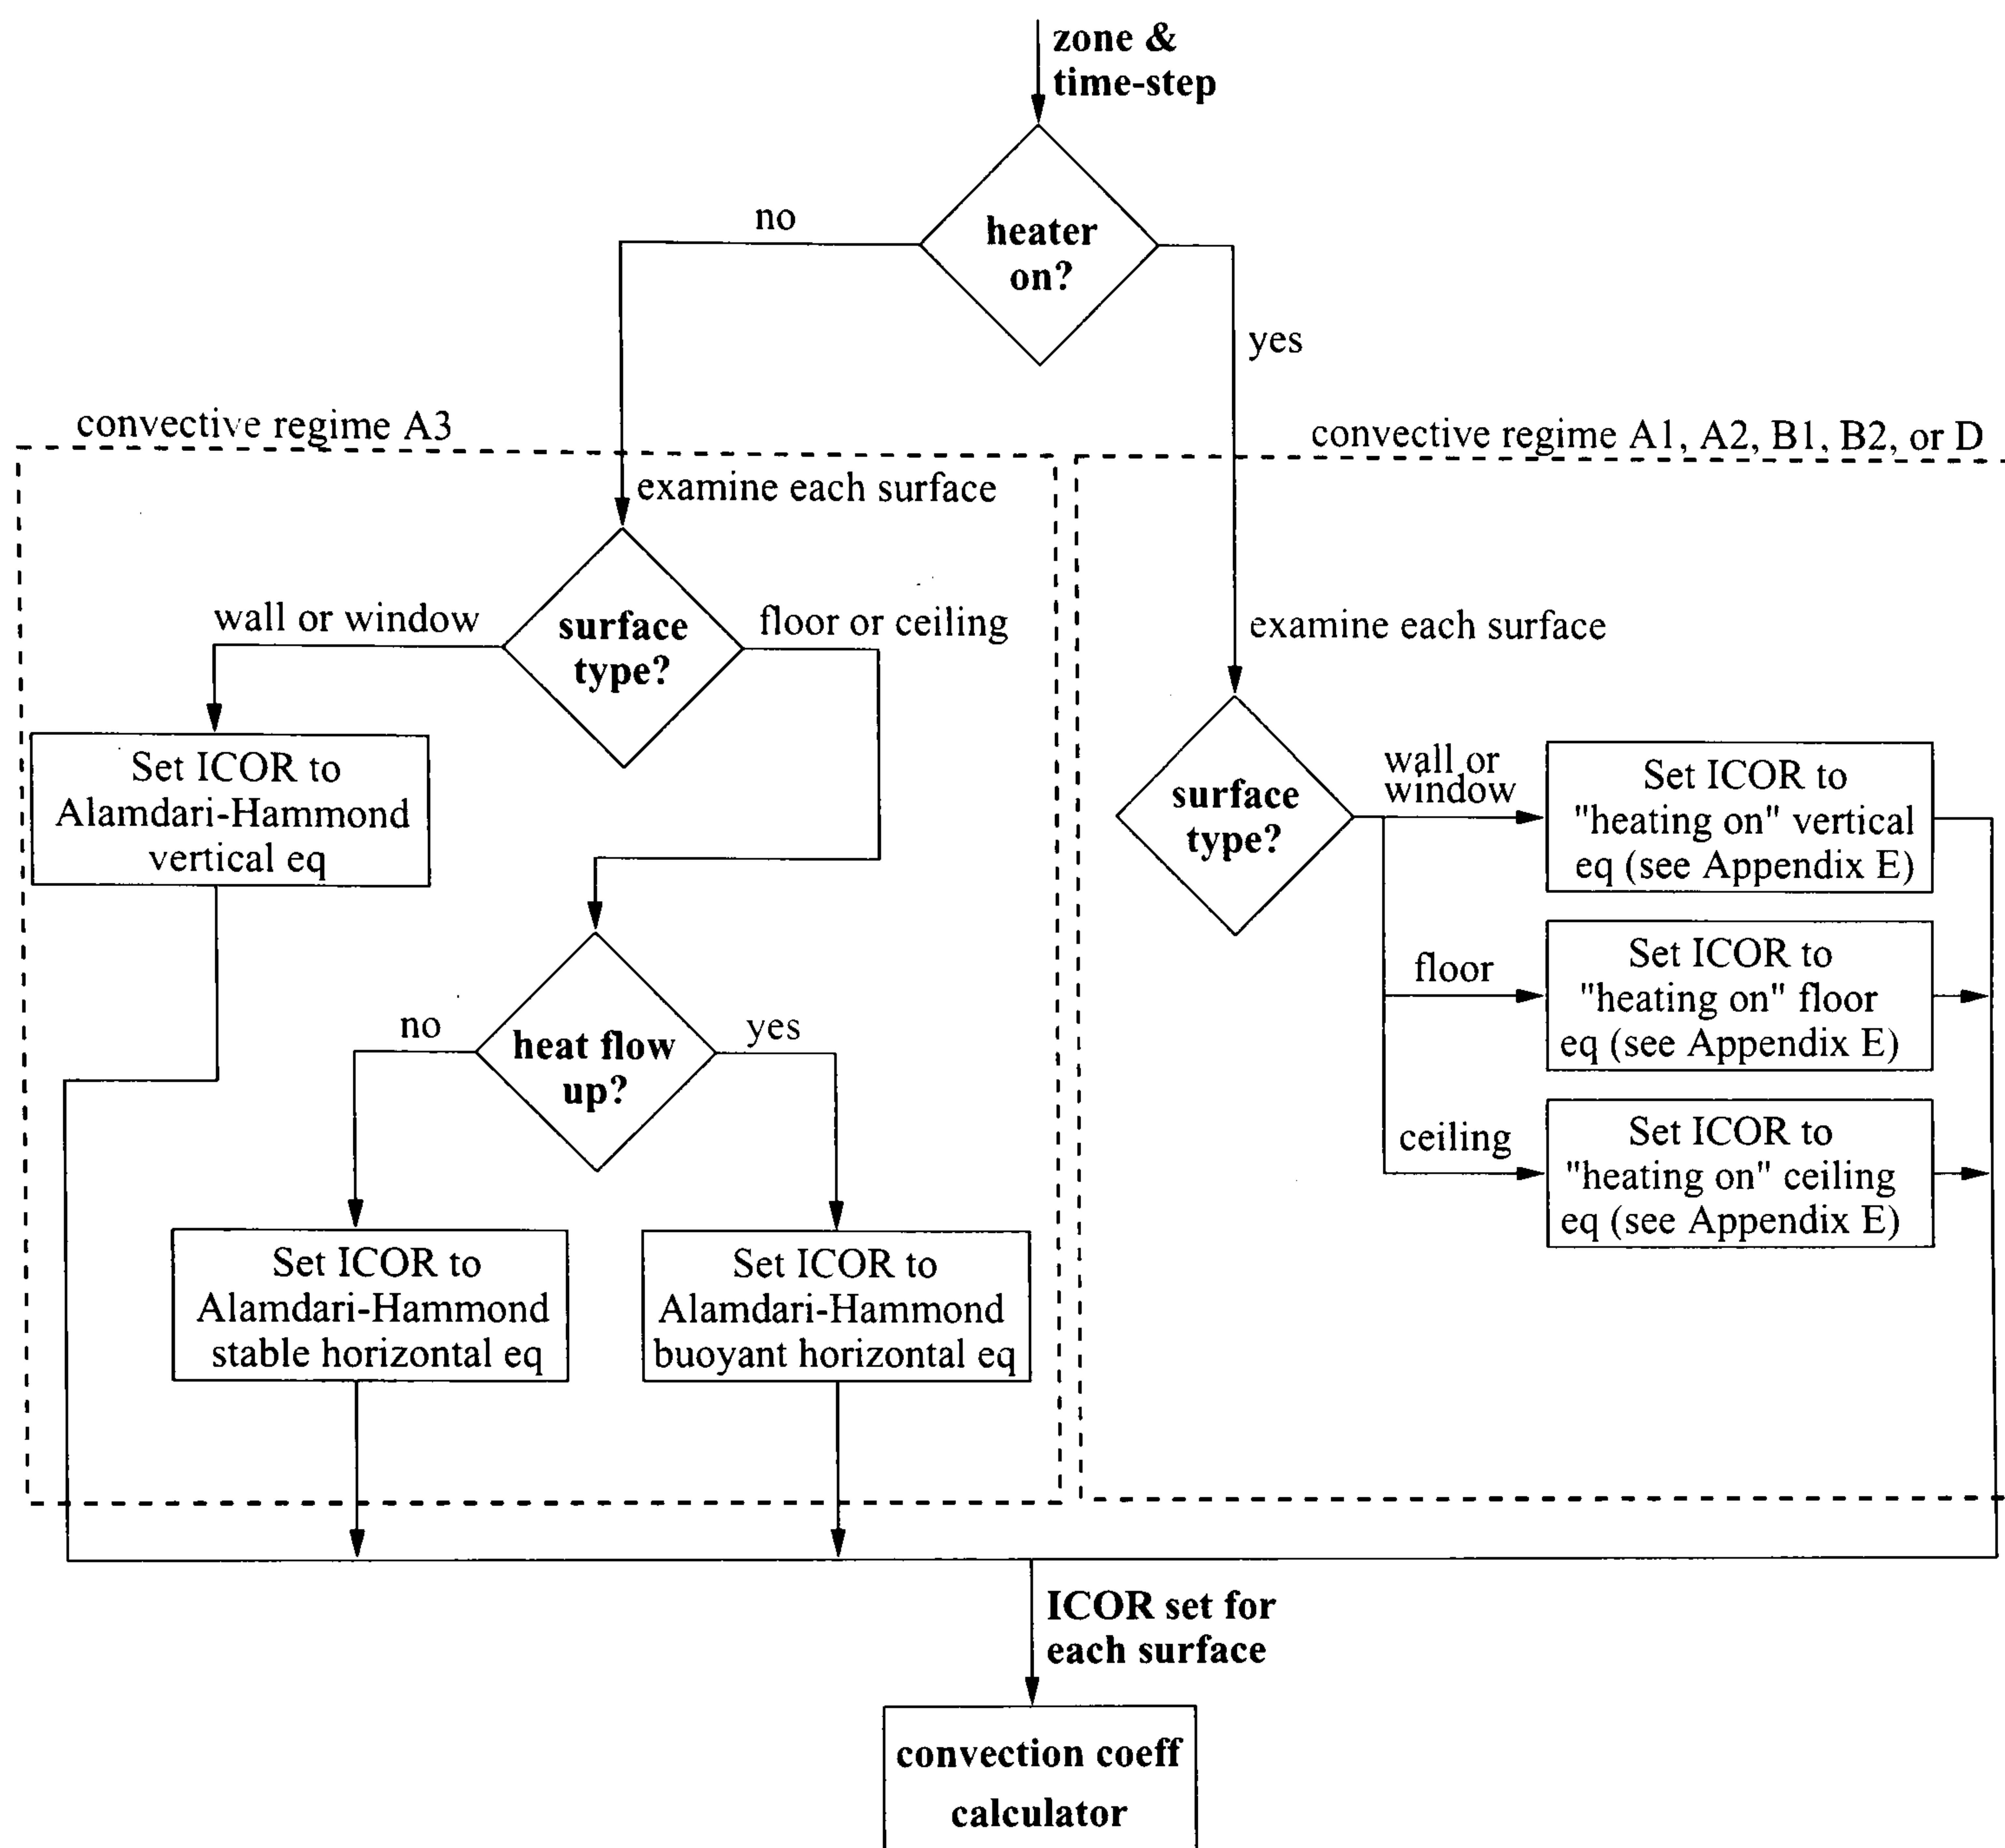 zone &
time-step
heater
on?
no
yes
convective regime A3
convective regime A1, A2, B1, B2, or D
examine each surface
wall or window
surface
type?
floor or ceiling
examine each surface
Set ICOR to
Alamdari-Hammond
vertical eq
surface
type?
wall or
window
Set ICOR to
"heating on" vertical
eq (see Appendix E)
floor
Set ICOR to
"heating on" floor
eq (see Appendix E)
ceiling
Set ICOR to
"heating on" ceiling
eq (see Appendix E)
no
heat flow
up?
yes
Set ICOR to
Alamdari-Hammond
stable horizontal eq
Set ICOR to
Alamdari-Hammond
buoyant horizontal eq
ICOR set for
each surface
convection coeff
calculator